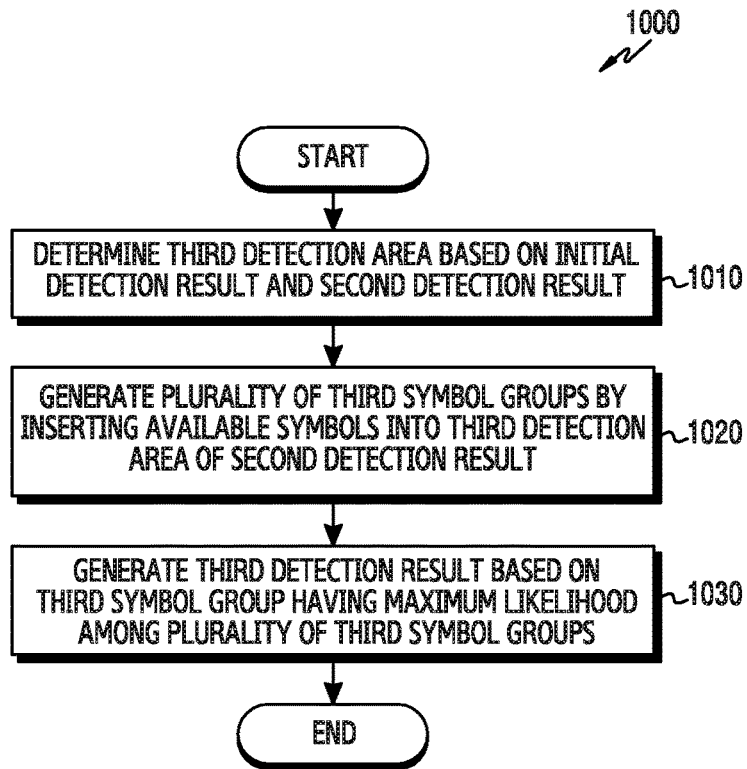 1000
START
DETERMINE THIRD DETECTION AREA BASED ON INITIAL
DETECTION RESULT AND SECOND DETECTION RESULT
1010
GENERATE PLURALITY OF THIRD SYMBOL GROUPS BY
INSERTING AVAILABLE SYMBOLS INTO THIRD DETECTION
AREA OF SECOND DETECTION RESULT
1020
GENERATE THIRD DETECTION RESULT BASED ON
THIRD SYMBOL GROUP HAVING MAXIMUM LIKELIHOOD
AMONG PLURALITY OF THIRD SYMBOL GROUPS
1030
END